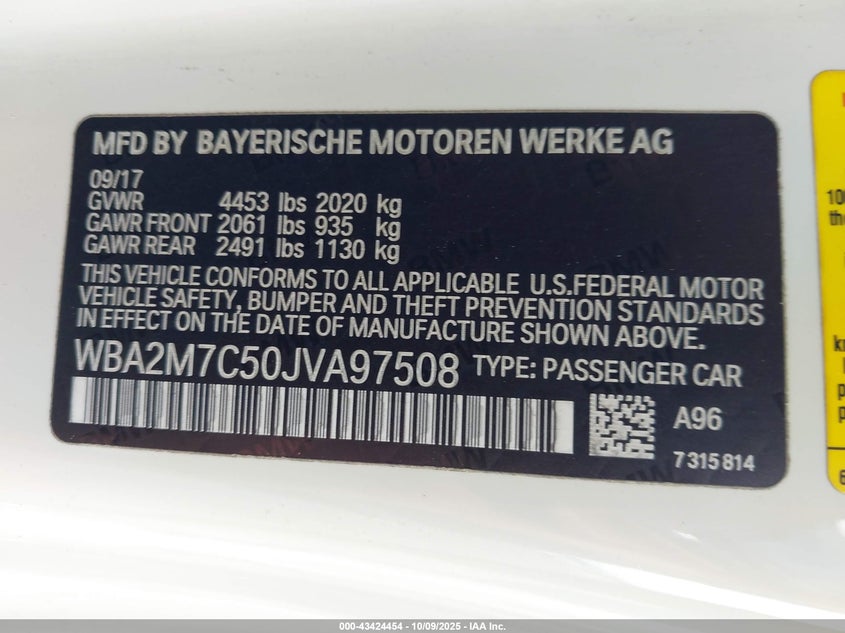 MFD BY BAYERISCHE MOTOREN WERKE AG
09/17
GVWR 4453 lbs 2020 kg
GAWR FRONT 2061 lbs 935 kg
GAWR REAR 2491 lbs 1130 kg
THIS VEHICLE CONFORMS TO ALL APPLICABLE U.S.FEDERAL MOTOR
VEHICLE SAFETY, BUMPER AND THEFT PREVENTION STANDARDS
IN EFFECT ON THE DATE OF MANUFACTURE SHOWN ABOVE.
WBA2M7C50JVA97508 TYPE: PASSENGER CAR
A96
7315814
000-43424454 - 10/09/2025 - IAA Inc.